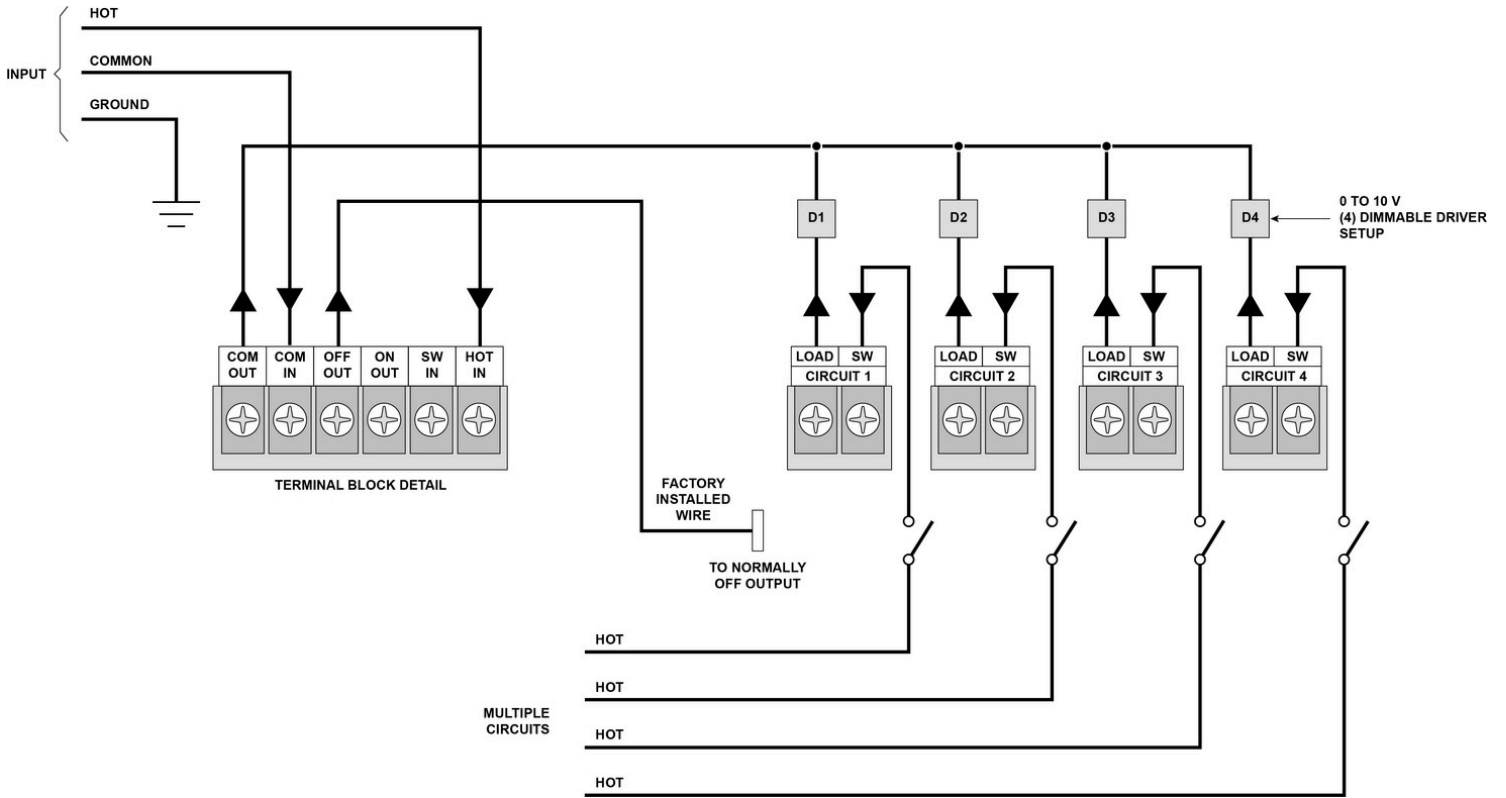 HOT
COMMON
INPUT
GROUND
0 TO 10 V
(4) DIMMABLE DRIVER
SETUP
D1
D2
D3
D4
COM
OUT
COM
IN
OFF
OUT
ON
OUT
SW
IN
HOT
IN
TERMINAL BLOCK DETAIL
LOAD
SW
CIRCUIT 1
LOAD
SW
CIRCUIT 2
LOAD
SW
CIRCUIT 3
LOAD
SW
CIRCUIT 4
FACTORY
INSTALLED
WIRE
TO NORMALLY
OFF OUTPUT
MULTIPLE
CIRCUITS
HOT
HOT
HOT
HOT